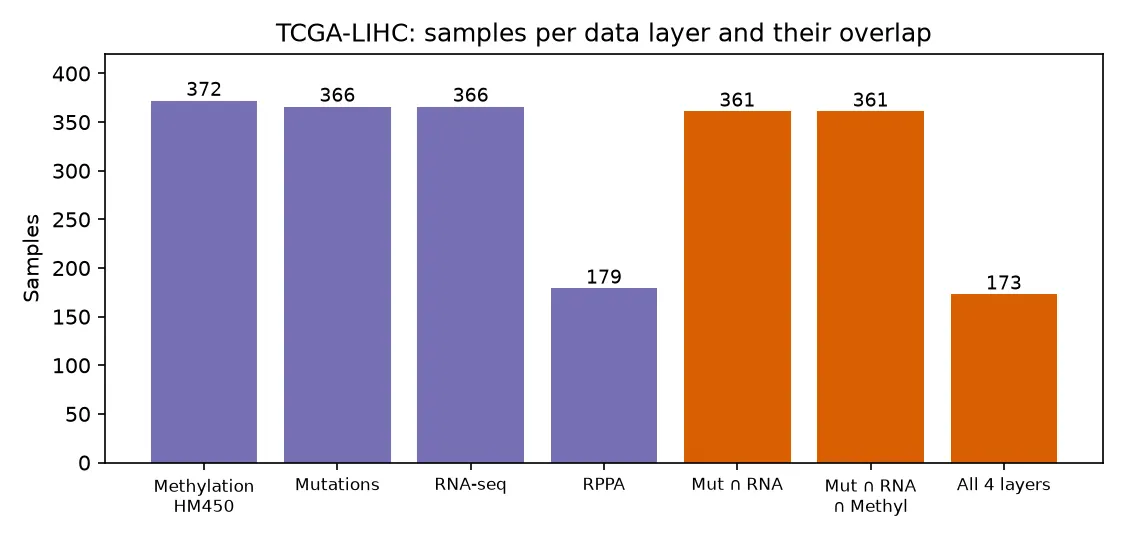 TCGA-LIHC: samples per data layer and their overlap
Samples
400
350
300
250
200
150
100
50
0
372
366
366
179
361
361
173
Methylation
HM450
Mutations
RNA-seq
RPPA
Mut ∩ RNA
Mut ∩ RNA
∩ Methyl
All 4 layers